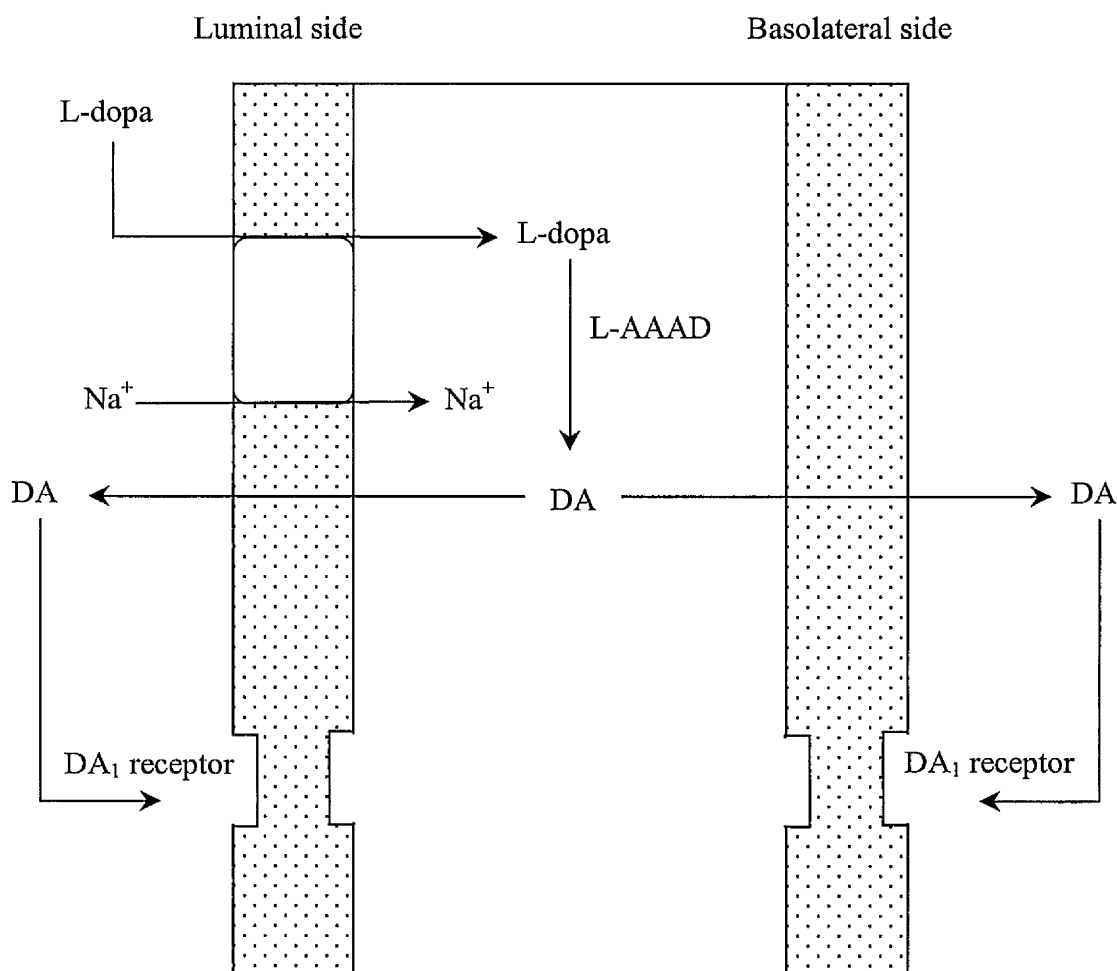 Luminal side
Basolateral side
L-dopa
L-dopa
L-AAAD
Na⁺
Na⁺
DA
DA
DA
DA₁ receptor
DA₁ receptor